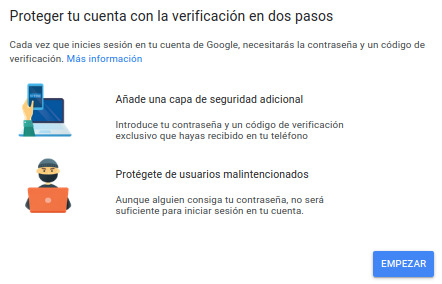 Proteger tu cuenta con la verificación en dos pasos
Cada vez que inicies sesión en tu cuenta de Google, necesitarás la contraseña y un código de
verificación. Más información
Añade una capa de seguridad adicional
Introduce tu contraseña y un código de verificación
exclusivo que hayas recibido en tu teléfono
Protégete de usuarios malintencionados
Aunque alguien consiga tu contraseña, no será
suficiente para iniciar sesión en tu cuenta.
EMPEZAR